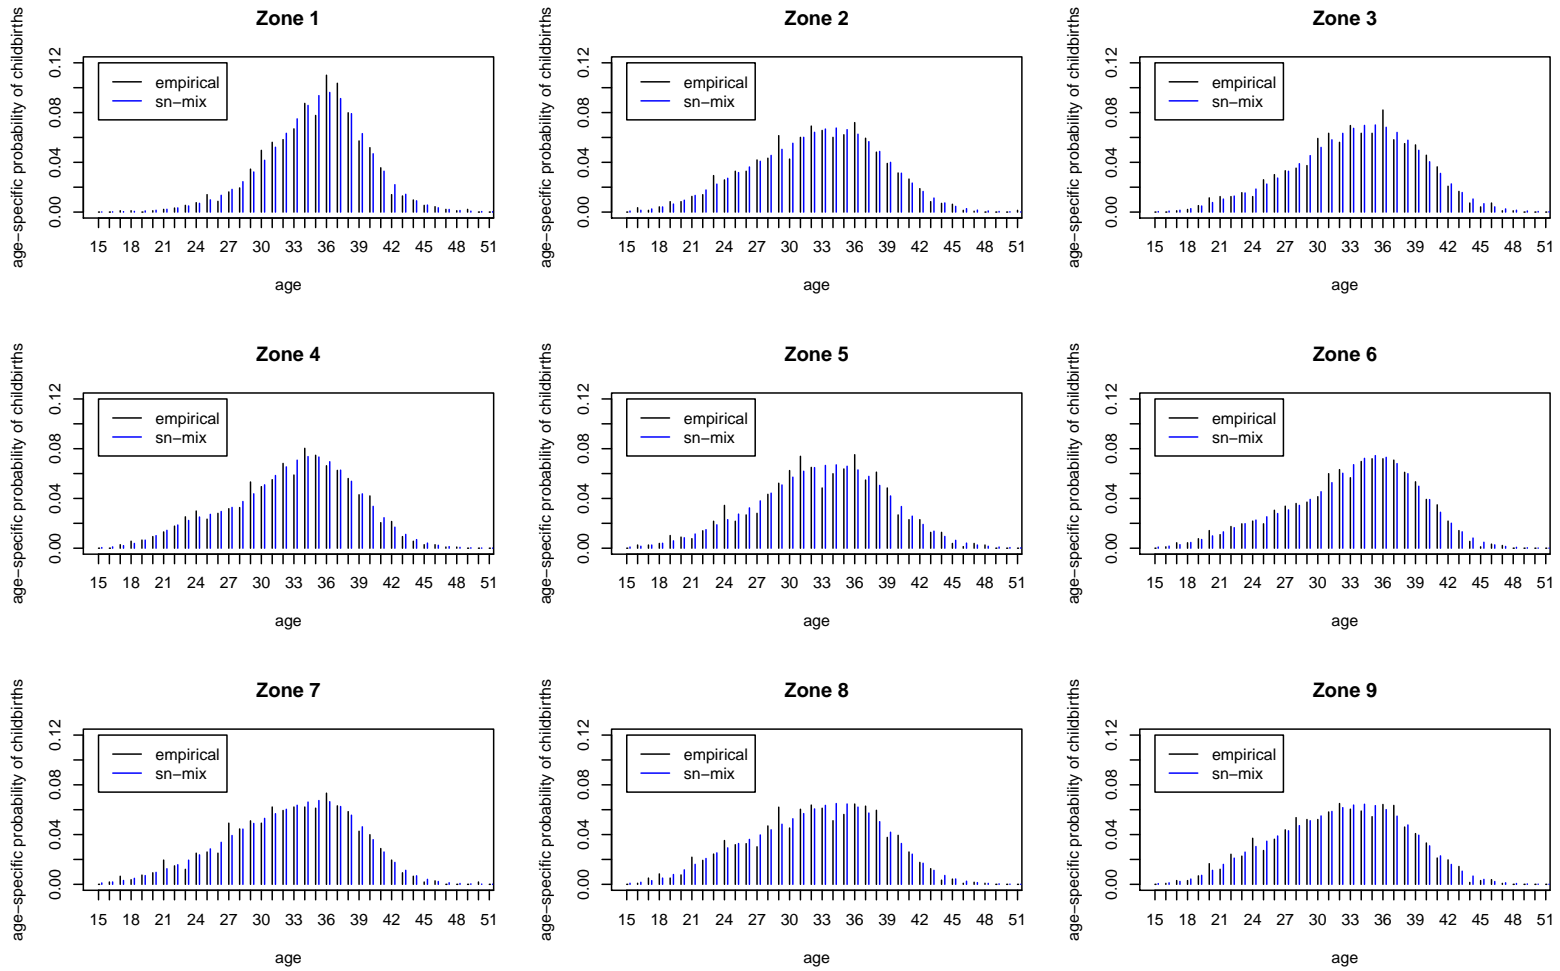 Zone 1
age−specific probability of childbirths
0.00 0.04 0.08 0.12
empirical
sn−mix
15 18 21 24 27 30 33 36 39 42 45 48 51
age
Zone 2
age−specific probability of childbirths
0.00 0.04 0.08 0.12
empirical
sn−mix
15 18 21 24 27 30 33 36 39 42 45 48 51
age
Zone 3
age−specific probability of childbirths
0.00 0.04 0.08 0.12
empirical
sn−mix
15 18 21 24 27 30 33 36 39 42 45 48 51
age
Zone 4
age−specific probability of childbirths
0.00 0.04 0.08 0.12
empirical
sn−mix
15 18 21 24 27 30 33 36 39 42 45 48 51
age
Zone 5
age−specific probability of childbirths
0.00 0.04 0.08 0.12
empirical
sn−mix
15 18 21 24 27 30 33 36 39 42 45 48 51
age
Zone 6
age−specific probability of childbirths
0.00 0.04 0.08 0.12
empirical
sn−mix
15 18 21 24 27 30 33 36 39 42 45 48 51
age
Zone 7
age−specific probability of childbirths
0.00 0.04 0.08 0.12
empirical
sn−mix
15 18 21 24 27 30 33 36 39 42 45 48 51
age
Zone 8
age−specific probability of childbirths
0.00 0.04 0.08 0.12
empirical
sn−mix
15 18 21 24 27 30 33 36 39 42 45 48 51
age
Zone 9
age−specific probability of childbirths
0.00 0.04 0.08 0.12
empirical
sn−mix
15 18 21 24 27 30 33 36 39 42 45 48 51
age